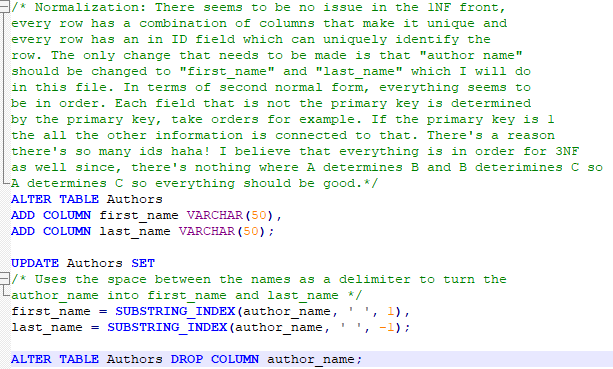 /* Normalization: There seems to be no issue in the 1NF front,
every row has a combination of columns that make it unique and
every row has an in ID field which can uniquely identify the
row. The only change that needs to be made is that "author name"
should be changed to "first_name" and "last_name" which I will do
in this file. In terms of second normal form, everything seems to
be in order. Each field that is not the primary key is determined
by the primary key, take orders for example. If the primary key is 1
the all the other information is connected to that. There's a reason
there's so many ids haha! I believe that everything is in order for 3NF
as well since, there's nothing where A determines B and B deterimines C so
A determines C so everything should be good.*/
ALTER TABLE Authors
ADD COLUMN first_name VARCHAR(50),
ADD COLUMN last_name VARCHAR(50);

UPDATE Authors SET
/* Uses the space between the names as a delimiter to turn the
author_name into first_name and last_name */
first_name = SUBSTRING_INDEX(author_name, ' ', 1),
last_name = SUBSTRING_INDEX(author_name, ' ', -1);

ALTER TABLE Authors DROP COLUMN author_name;